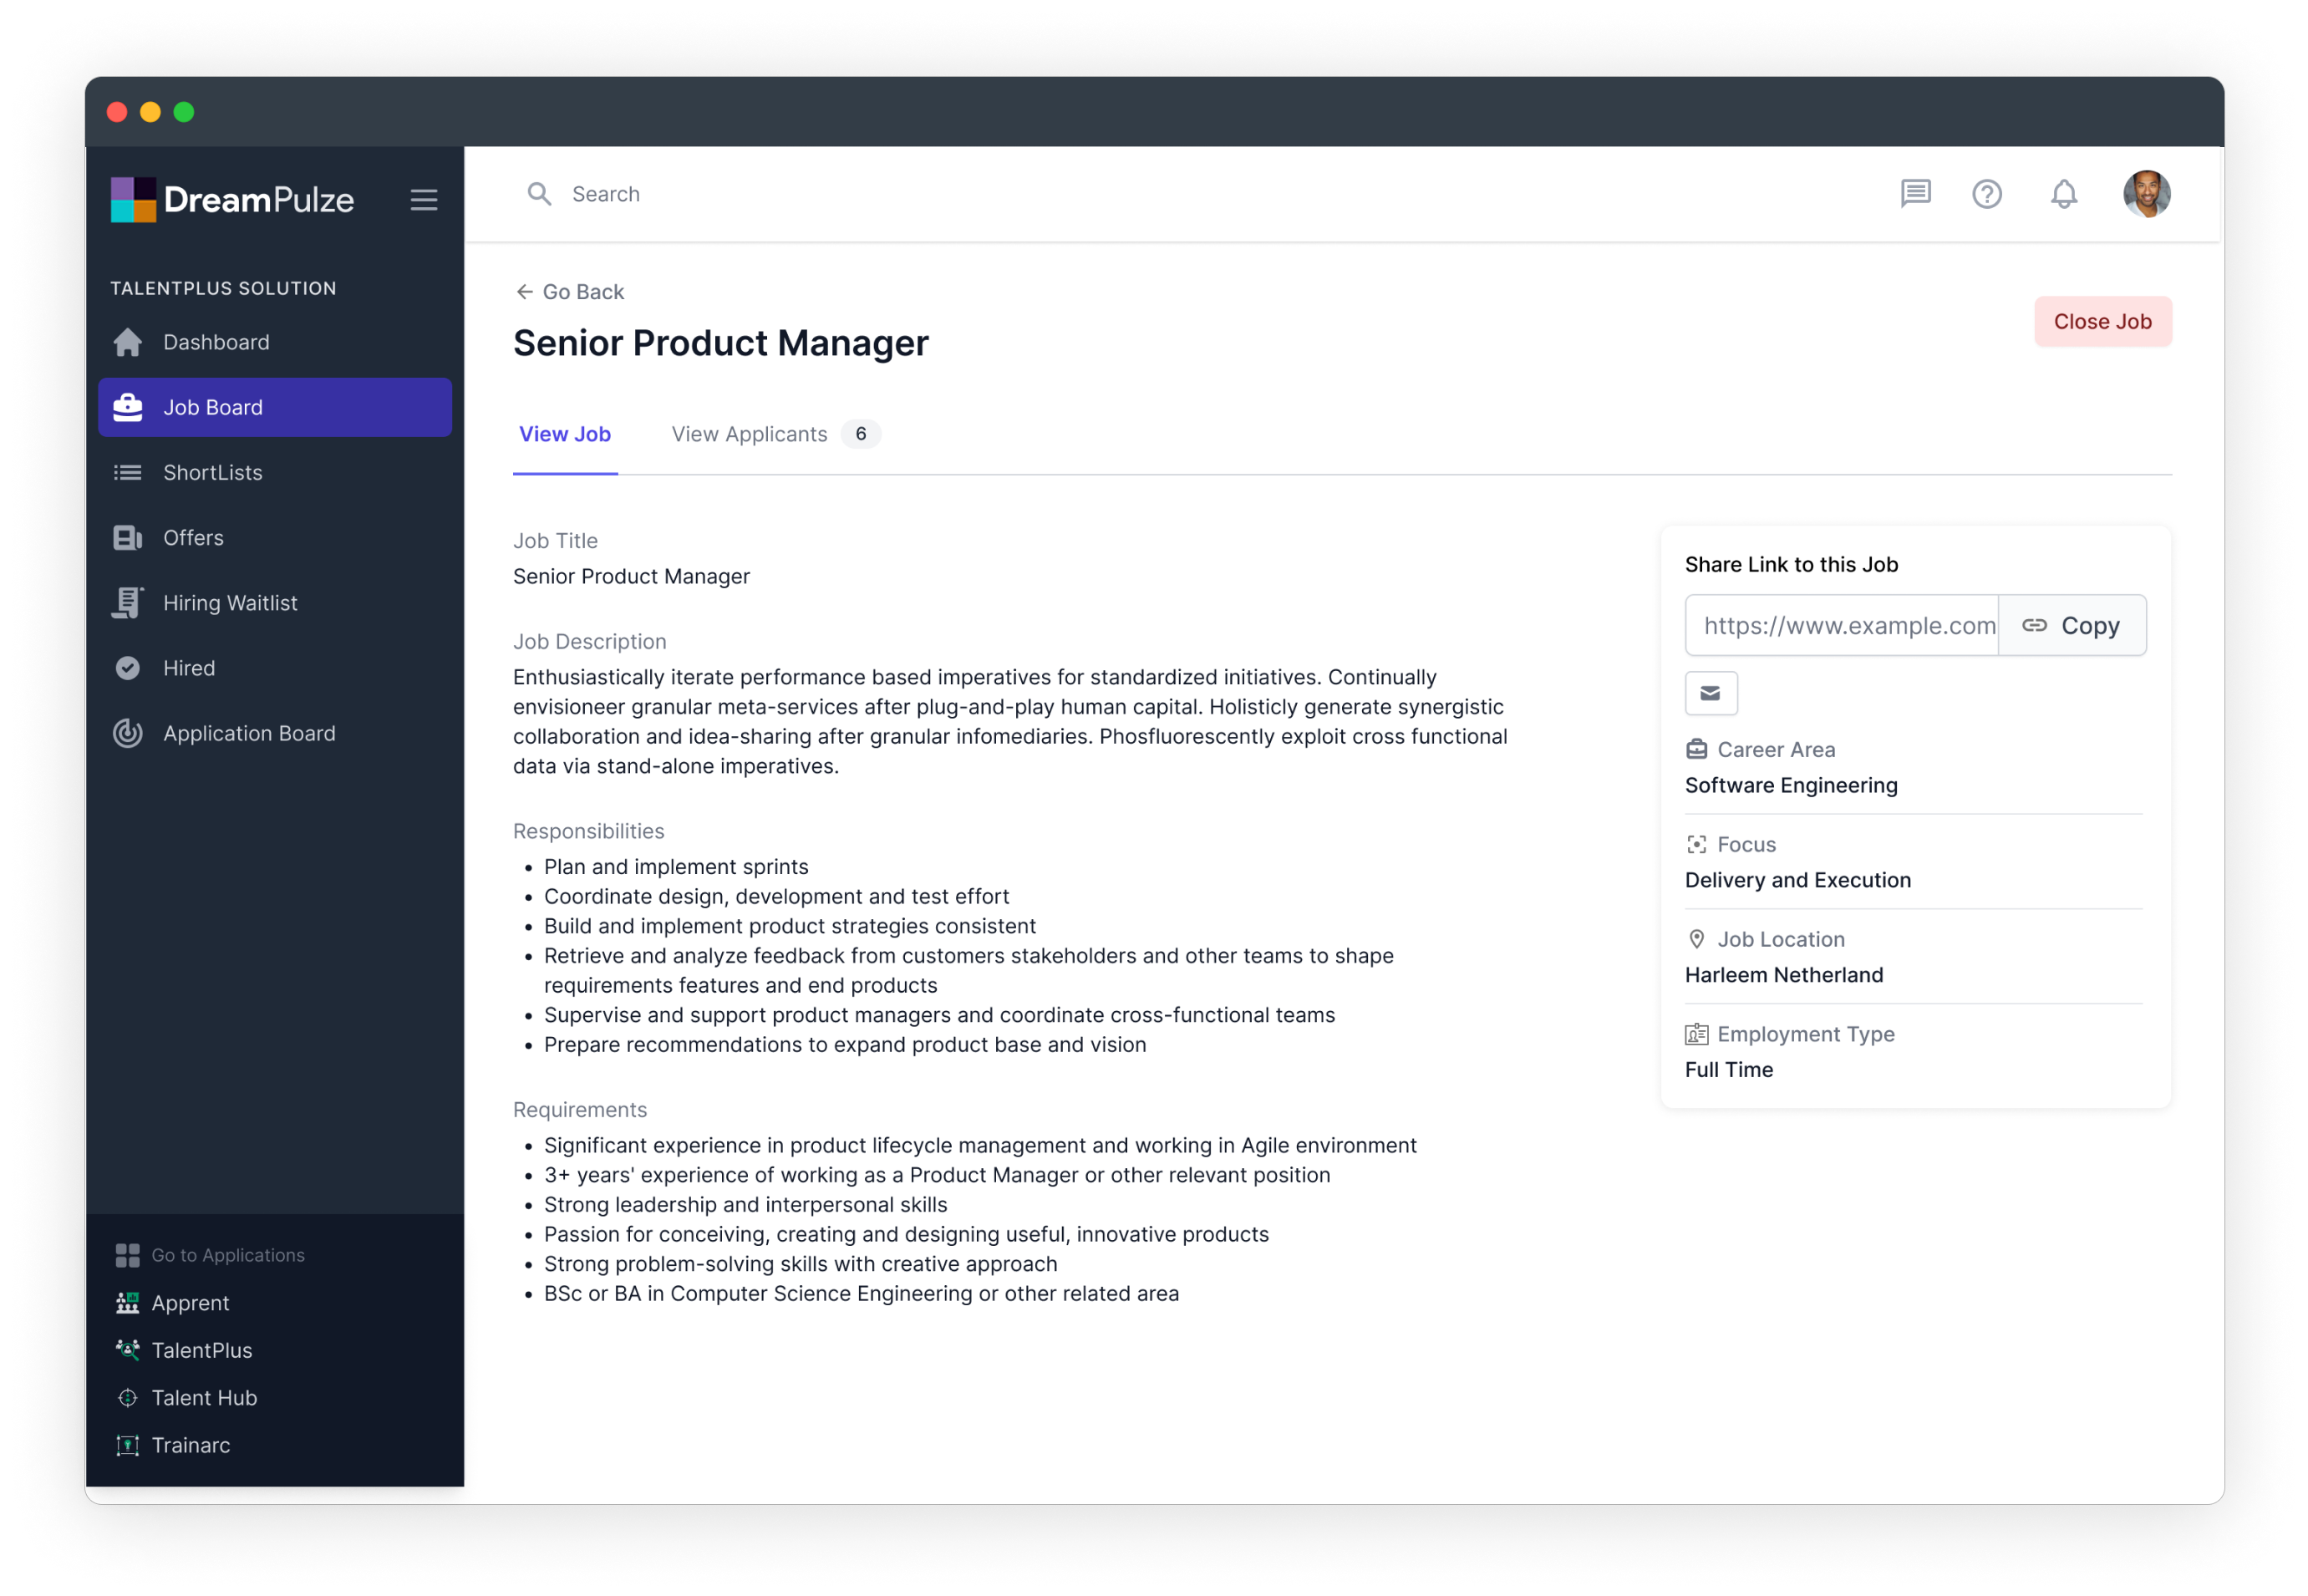 DreamPulze
Search
TALENTPLUS SOLUTION
Dashboard
Job Board
ShortLists
Offers
Hiring Waitlist
Hired
Application Board
Go to Applications
Apprent
TalentPlus
Talent Hub
Trainarc
Go Back
Senior Product Manager
Close Job
View Job
View Applicants 6
Job Title
Senior Product Manager
Job Description
Enthusiastically iterate performance based imperatives for standardized initiatives. Continually
envisioneer granular meta-services after plug-and-play human capital. Holisticly generate synergistic
collaboration and idea-sharing after granular infomediaries. Phosfluorescently exploit cross functional
data via stand-alone imperatives.
Responsibilities
• Plan and implement sprints
• Coordinate design, development and test effort
• Build and implement product strategies consistent
• Retrieve and analyze feedback from customers stakeholders and other teams to shape
requirements features and end products
• Supervise and support product managers and coordinate cross-functional teams
• Prepare recommendations to expand product base and vision
Requirements
• Significant experience in product lifecycle management and working in Agile environment
• 3+ years' experience of working as a Product Manager or other relevant position
• Strong leadership and interpersonal skills
• Passion for conceiving, creating and designing useful, innovative products
• Strong problem-solving skills with creative approach
• BSc or BA in Computer Science Engineering or other related area
Share Link to this Job
https://www.example.com Copy
Career Area
Software Engineering
Focus
Delivery and Execution
Job Location
Harleem Netherland
Employment Type
Full Time